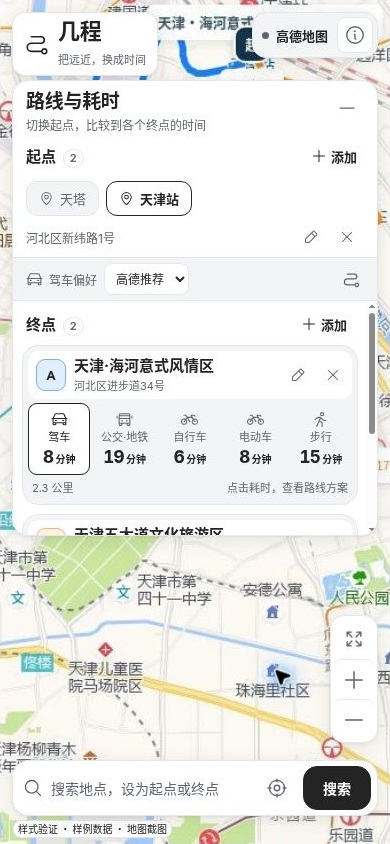 天津·海河意式
几程
把远近，换成时间
高德地图
路线与耗时
切换起点，比较到各个终点的时间
起点 2
添加
天塔
天津站
河北区新纬路1号
驾车偏好
高德推荐
终点 2
添加
A
天津·海河意式风情区
河北区进步道34号
驾车
8分钟
公交·地铁
19分钟
自行车
6分钟
电动车
8分钟
步行
15分钟
2.3 公里
点击耗时，查看路线方案
天津五大道文化旅游区
津市第
十一中学
天津市第
四十一中学
安德公寓
人民公园
佟楼
天津儿童医
院马场院区
珠海里社区
津杨柳青木
搜索地点，设为起点或终点
搜索
样式验证 · 样例数据 · 地图截图
乐园道